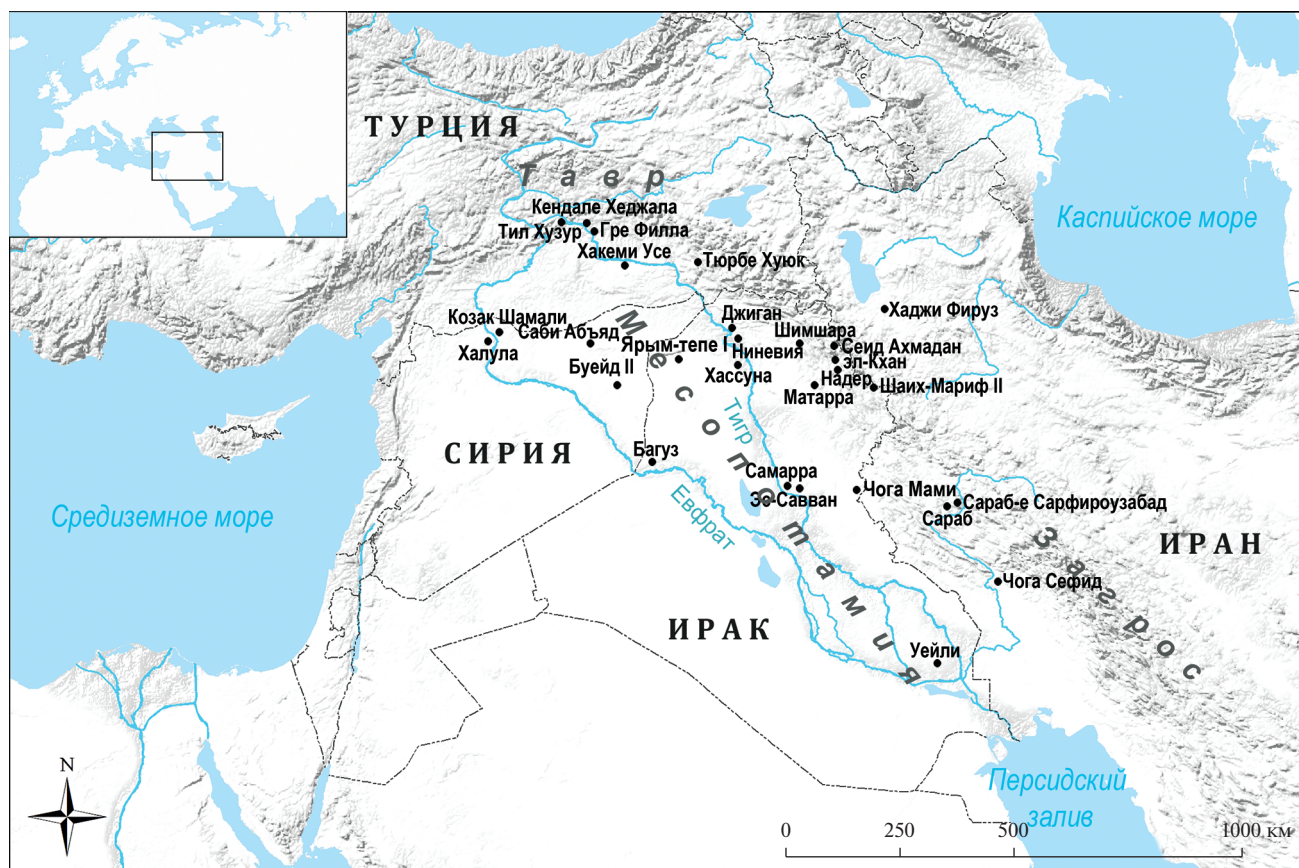 ТУРЦИЯ
Тавр
Каспийское море
Кендале Хеджала
Тил Хузур
Гре Филла
Хакеми Усе
Тюрбе Хуюк
Козак Шамали
Саби Абъяд
Халула
Буейд II
Месопотамия
Ярым-тепе I
Джиган
Ниневия
Хассуна
Шимшара
Хаджи Фируз
Сеид Ахмадан
эл-Кхан
Надер
Шаих-Мариф II
Матарра
Тигр
СИРИЯ
Багуз
Самарра
Эс-Савван
Чога Мами
Сараб-е Сарфироузабад
Сараб
Средиземное море
Евфрат
Загрос
ИРАН
Чога Сефид
ИРАК
Уейли
N
Персидский
залив
0 250 500 1000 км